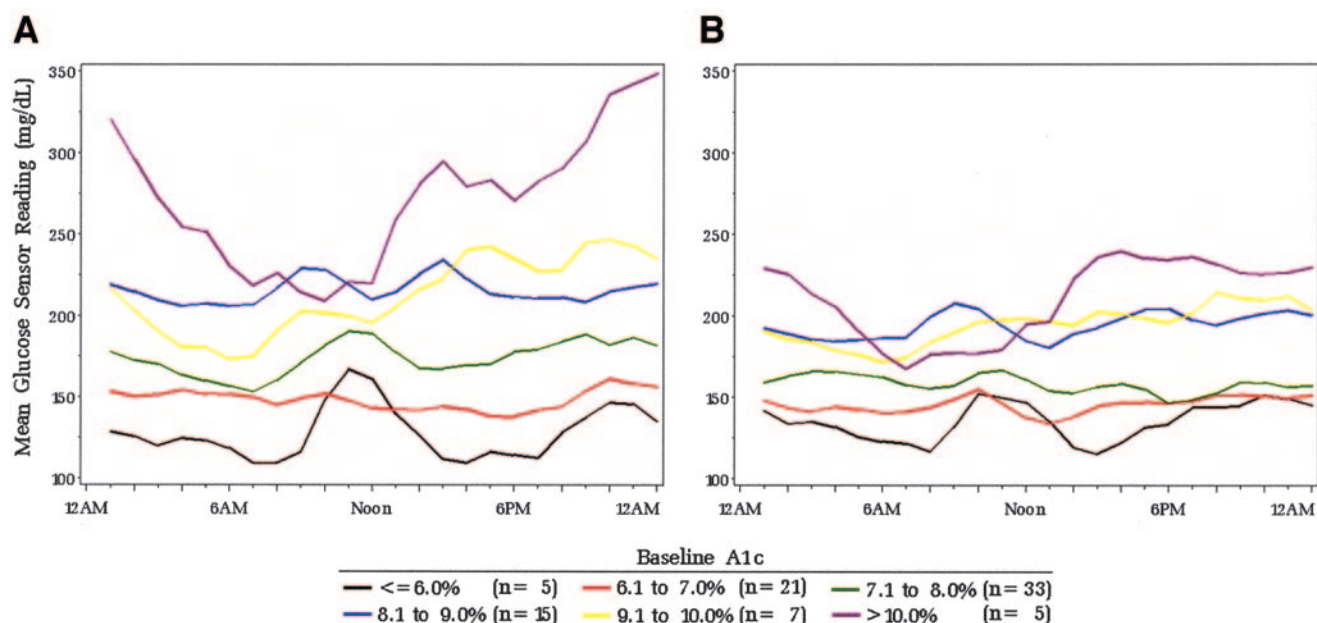 A
B
Mean Glucose Sensor Reading (mg/dL)
350
300
250
200
150
100
12AM 6AM Noon 6PM 12AM
350
300
250
200
150
100
12AM 6AM Noon 6PM 12AM
Baseline A1c
<=6.0% (n= 5) 6.1 to 7.0% (n=21) 7.1 to 8.0% (n=33)
8.1 to 9.0% (n=15) 9.1 to 10.0% (n= 7) >10.0% (n= 5)